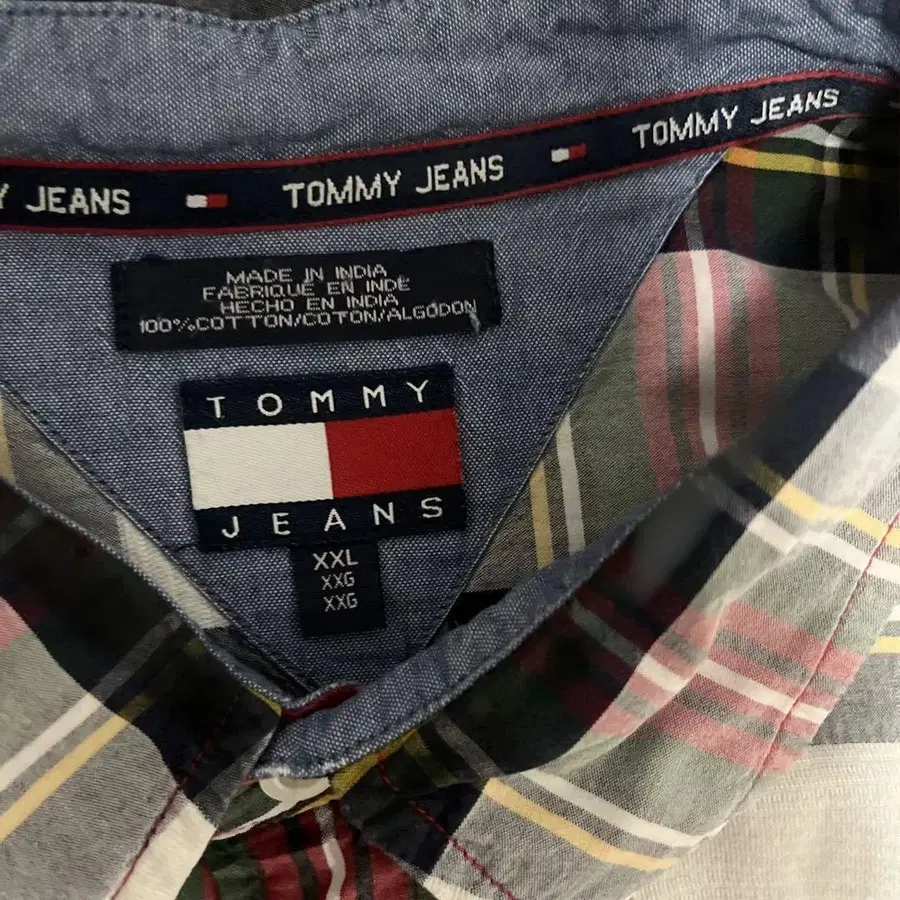 Y JEANS TOMMY JEANS TOMMY JEANS
MADE IN INDIA
FABRIQUE EN INDE
HECHO EN INDIA
100%COTTON/COTON/ALGODON
TOMMY
JEANS
XXL
XXG
XXG